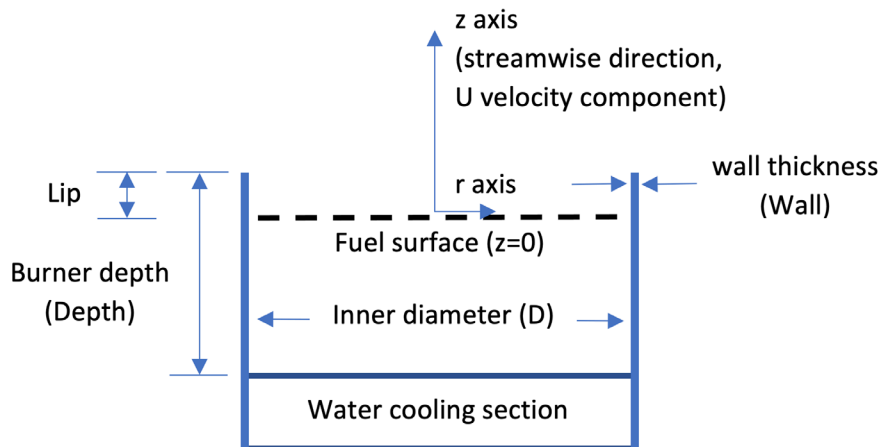 z axis
(streamwise direction,
U velocity component)
Lip
r axis
wall thickness
(Wall)
Fuel surface (z=0)
Burner depth
(Depth)
Inner diameter (D)
Water cooling section